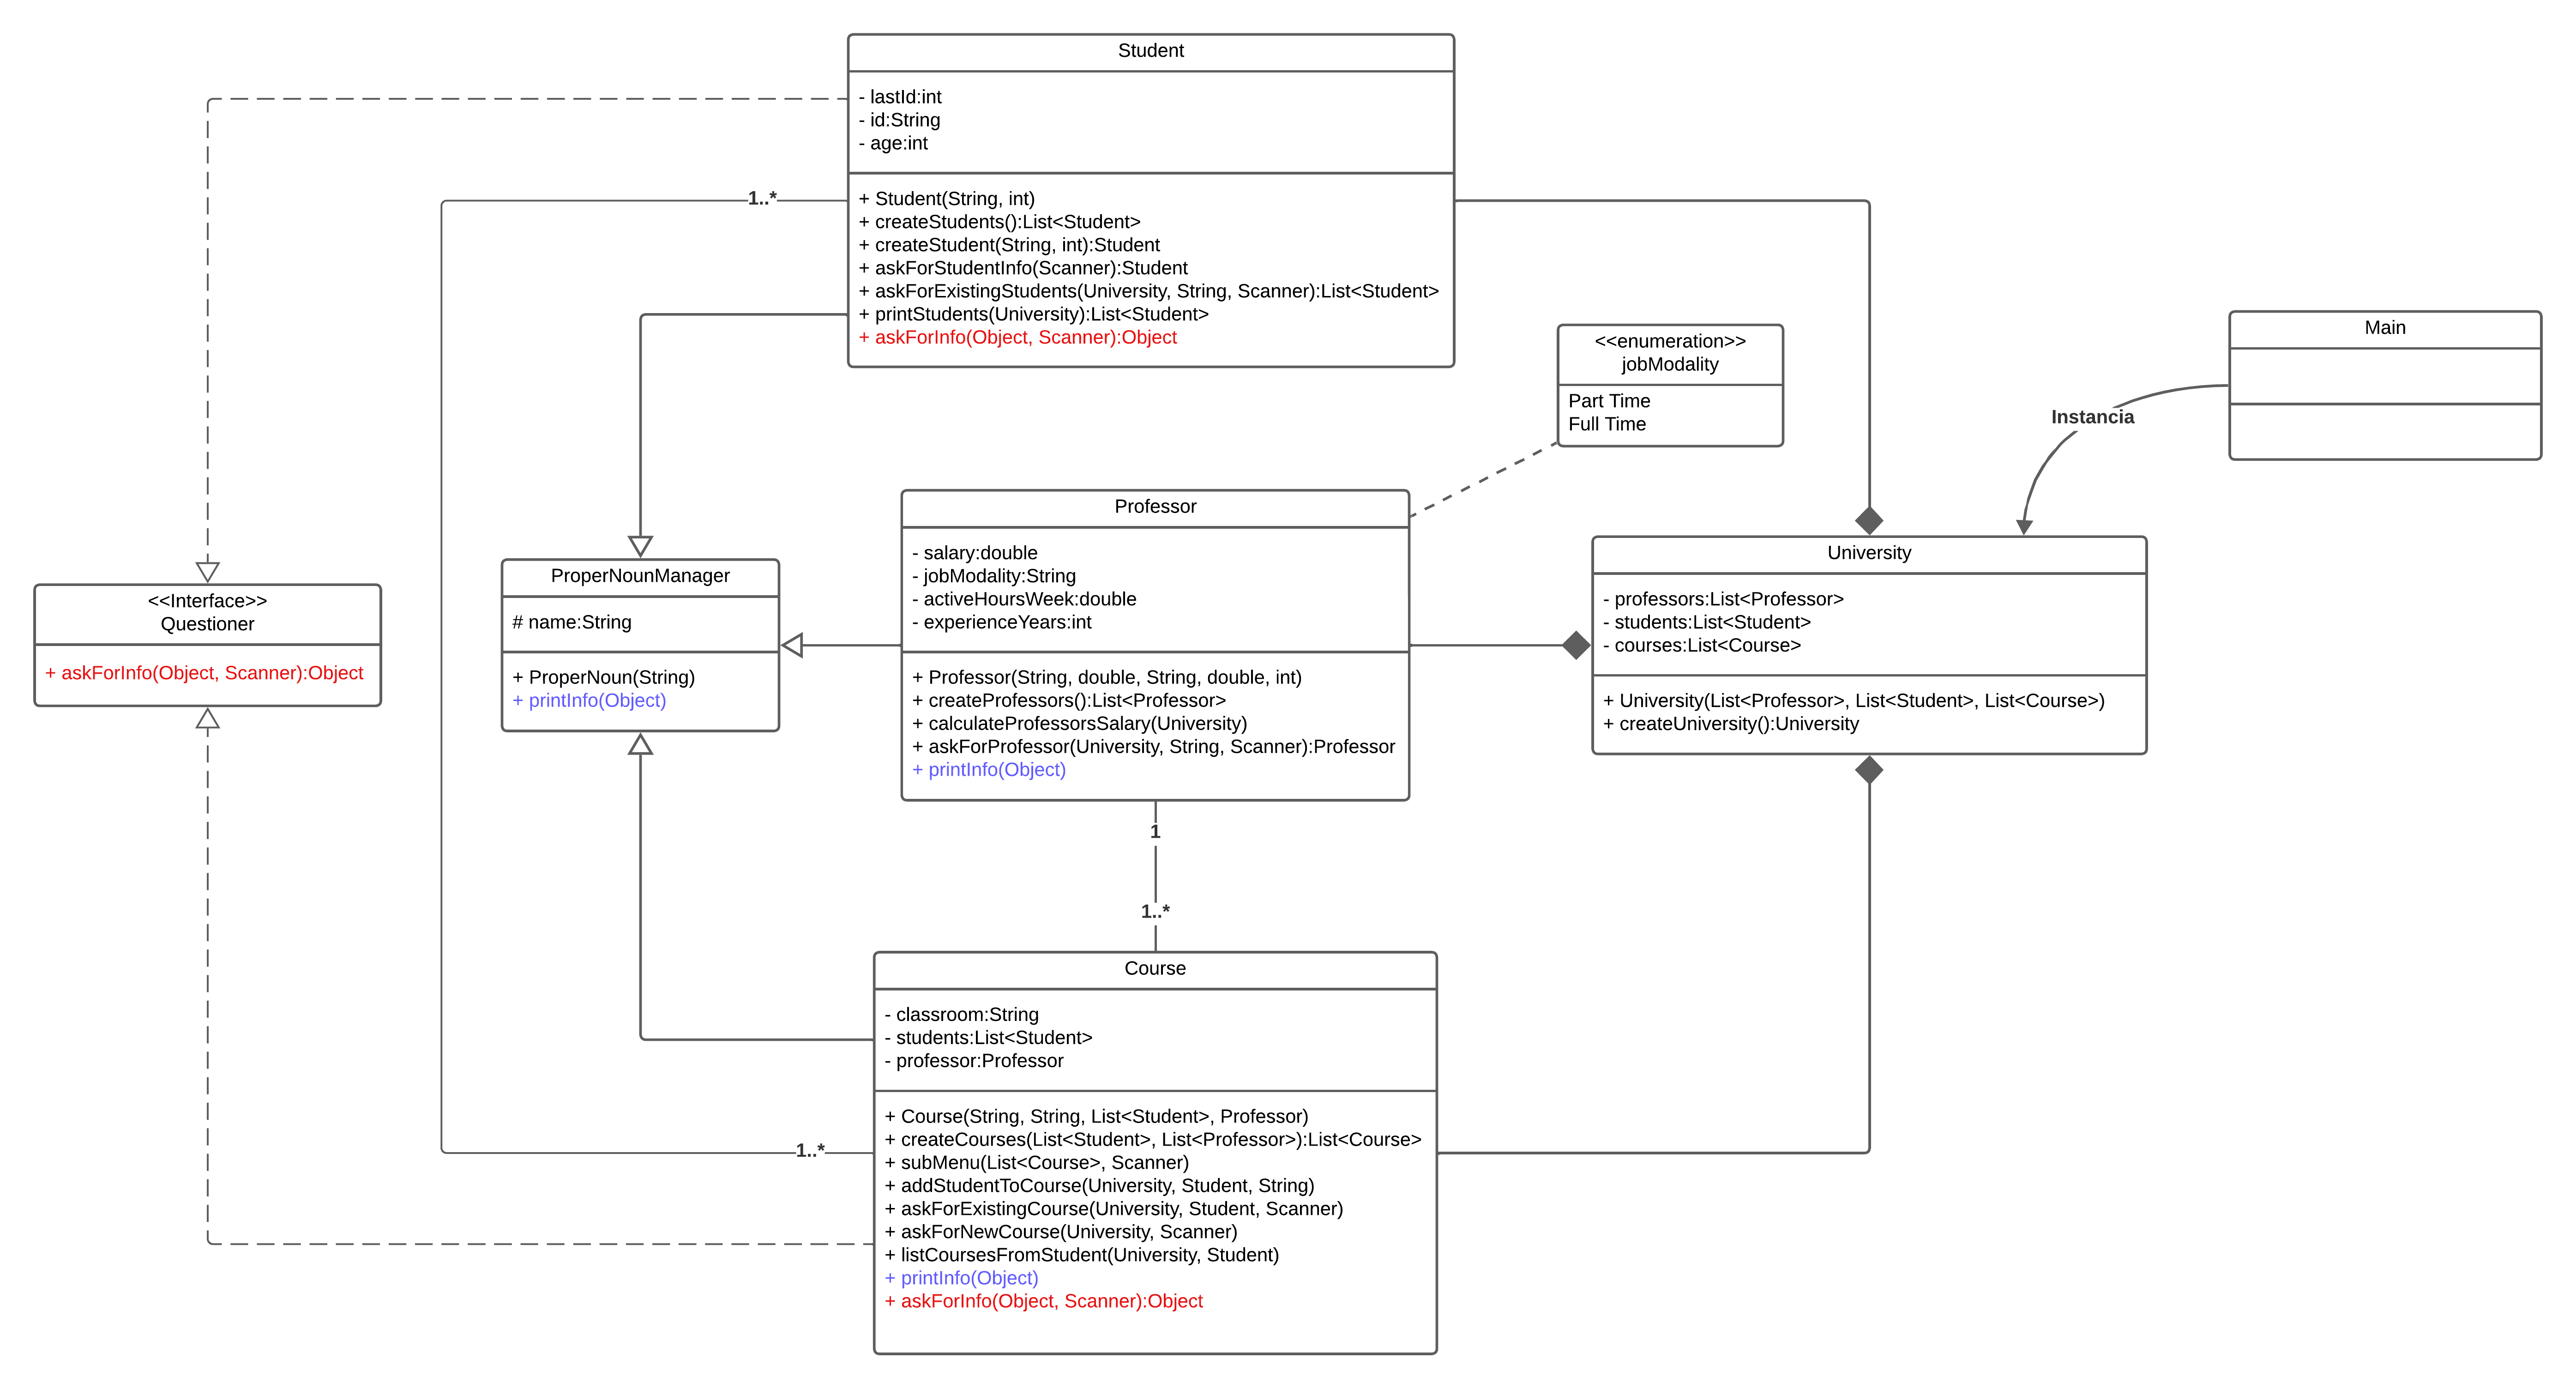 Student
- lastId:int
- id:String
- age:int
+ Student(String, int)
+ createStudents():List<Student>
+ createStudent(String, int):Student
+ askForStudentInfo(Scanner):Student
+ askForExistingStudents(University, String, Scanner):List<Student>
+ printStudents(University):List<Student>
+ askForInfo(Object, Scanner):Object
1..*
<<enumeration>>
jobModality
Part Time
Full Time
Main
Instancia
<<Interface>>
Questioner
+ askForInfo(Object, Scanner):Object
ProperNounManager
# name:String
+ ProperNoun(String)
+ printInfo(Object)
Professor
- salary:double
- jobModality:String
- activeHoursWeek:double
- experienceYears:int
+ Professor(String, double, String, double, int)
+ createProfessors():List<Professor>
+ calculateProfessorsSalary(University)
+ askForProfessor(University, String, Scanner):Professor
+ printInfo(Object)
University
- professors:List<Professor>
- students:List<Student>
- courses:List<Course>
+ University(List<Professor>, List<Student>, List<Course>)
+ createUniversity():University
1
1..*
Course
- classroom:String
- students:List<Student>
- professor:Professor
+ Course(String, String, List<Student>, Professor)
+ createCourses(List<Student>, List<Professor>):List<Course>
+ subMenu(List<Course>, Scanner)
+ addStudentToCourse(University, Student, String)
+ askForExistingCourse(University, Student, Scanner)
+ askForNewCourse(University, Scanner)
+ listCoursesFromStudent(University, Student)
+ printInfo(Object)
+ askForInfo(Object, Scanner):Object
1..*